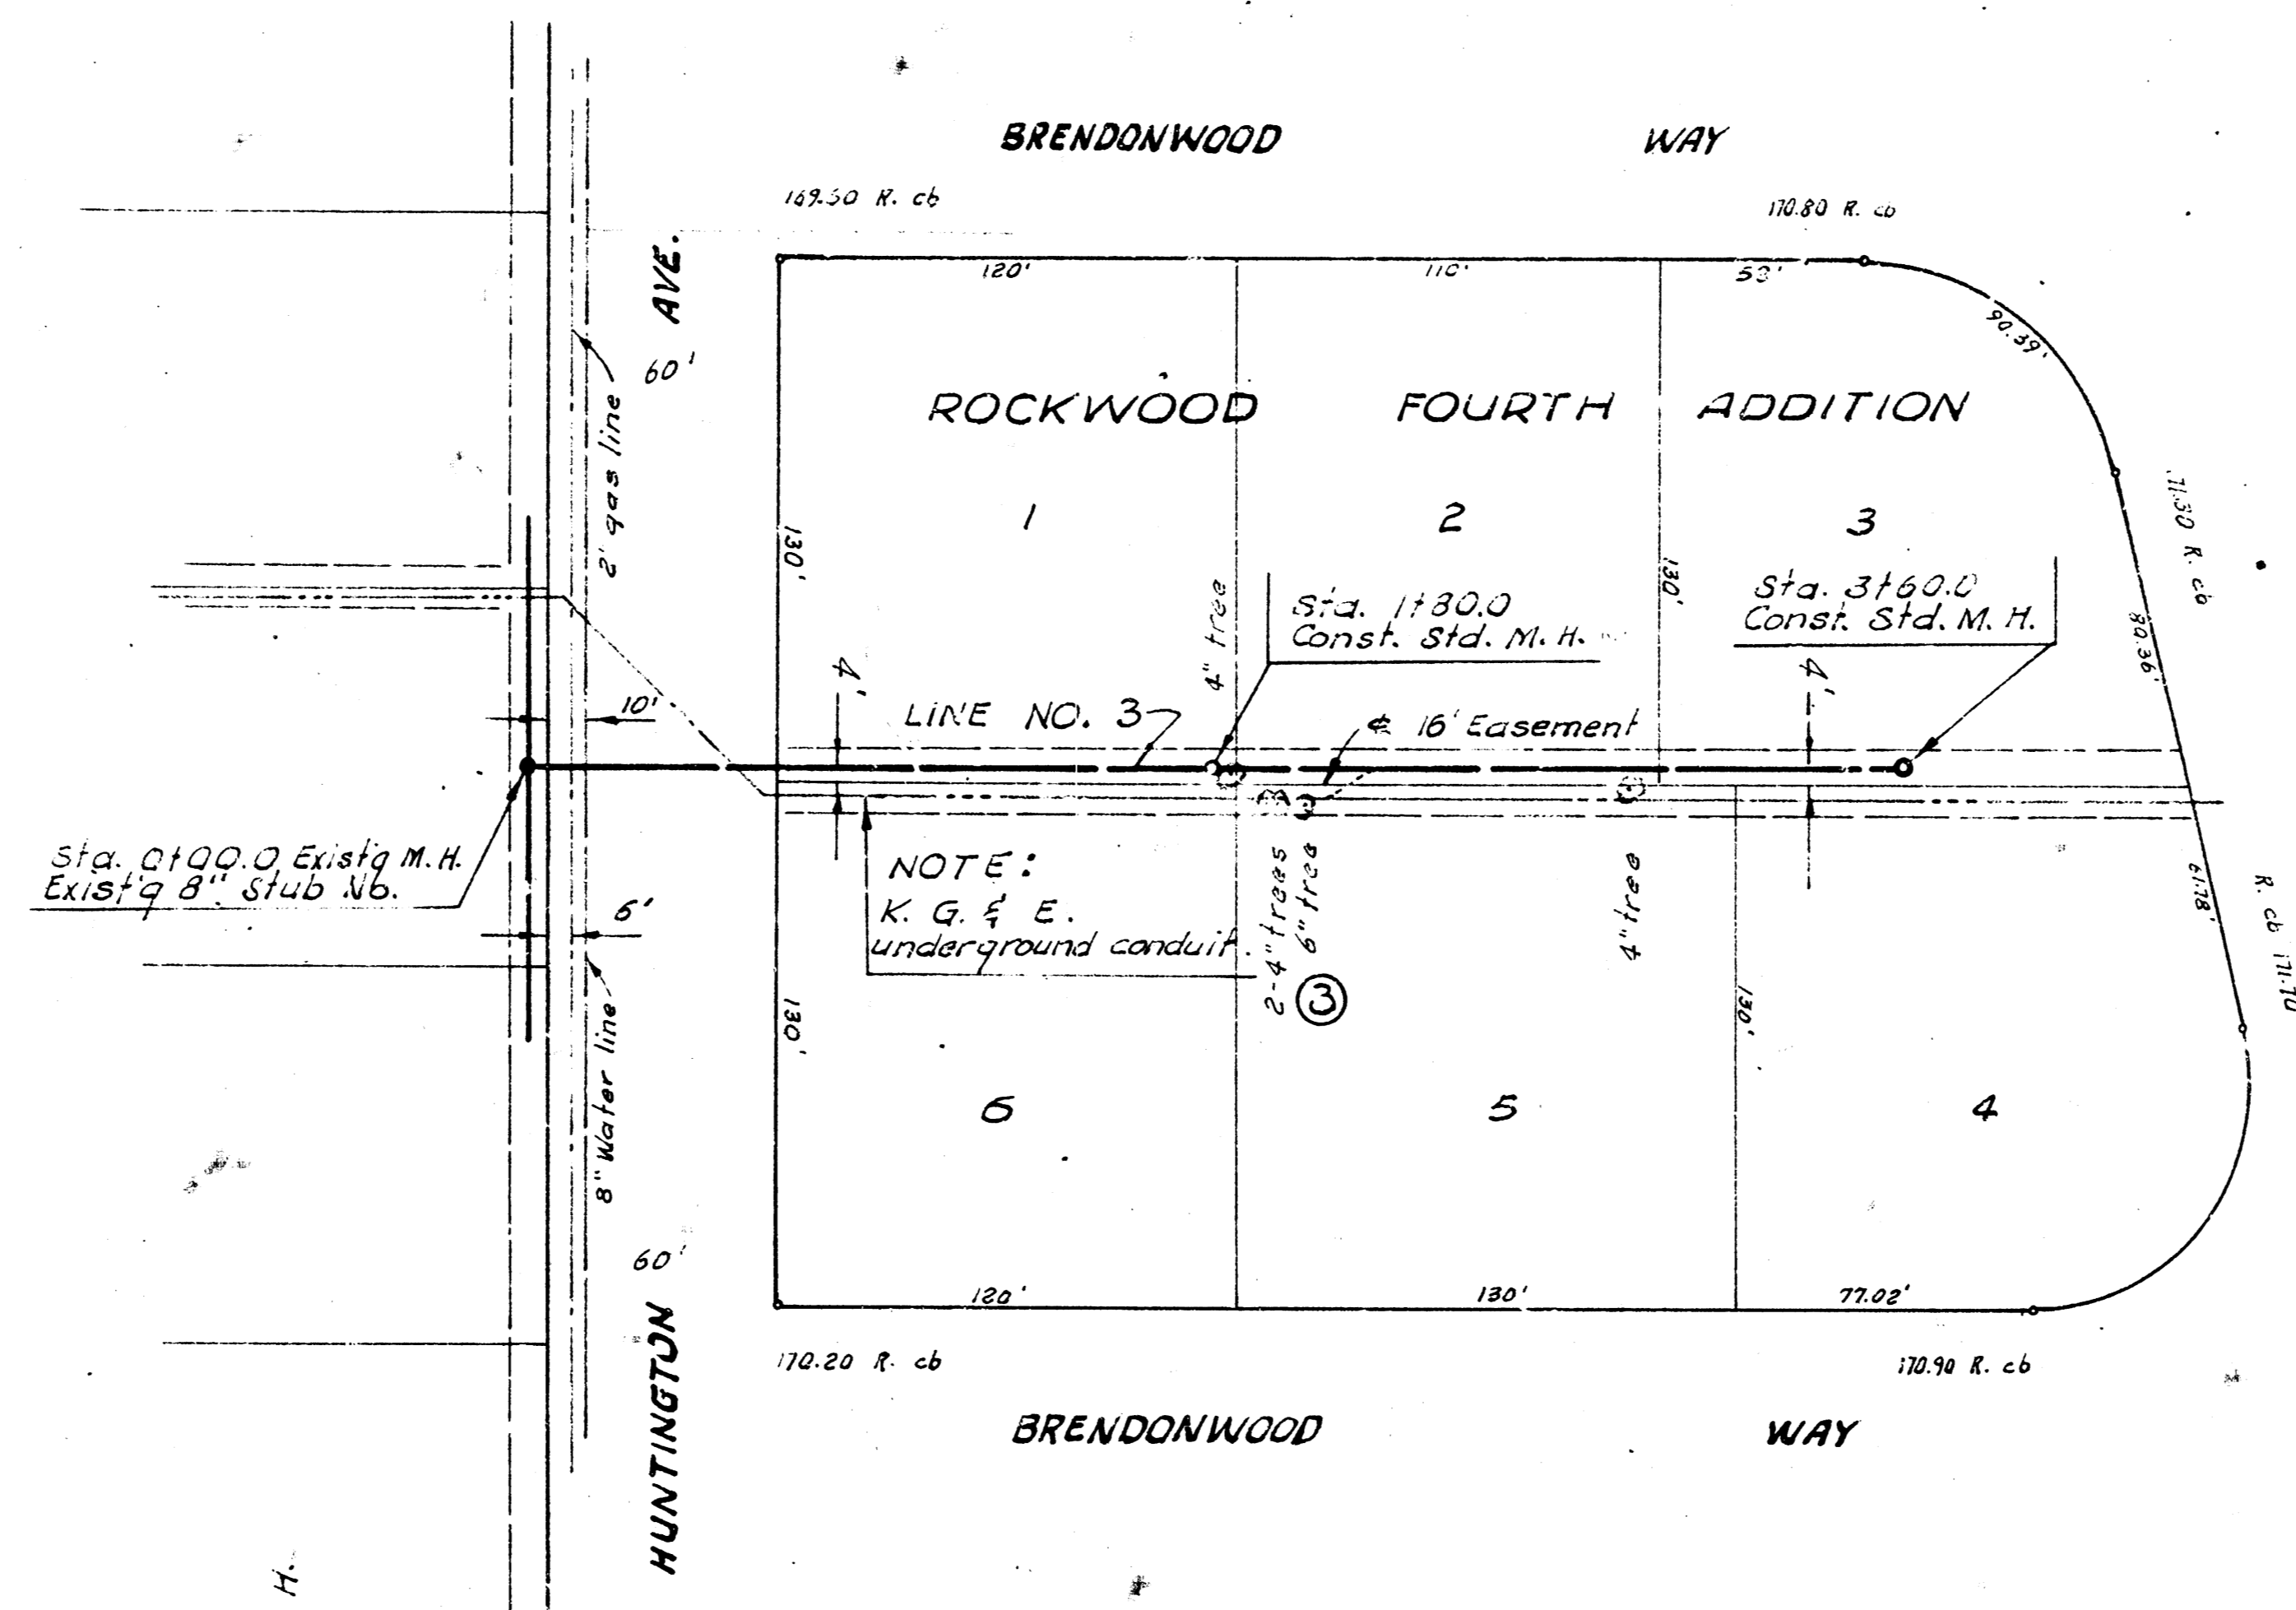 BRENDONWOOD WAY
169.50 R. cb
170.80 R. cb
120'
110'
53'
90.39'
AVE.
60'
2" gas line
ROCKWOOD FOURTH ADDITION
1
2
3
130'
130'
4" tree
Sta. 1+80.0
Const. Std. M. H.
Sta. 3+60.0
Const. Std. M. H.
171.30 R. cb
80.36'
10'
4'
4'
LINE NO. 3
℄ 16' Easement
Sta. 0+00.0 Exist'g M. H.
Exist'g 8" Stub No.
6'
NOTE:
K. G. & E.
underground conduit.
2-4" trees
6" tree
4" tree
3
61.78'
R. cb 171.70
8" Water line
130'
130'
6
5
4
60'
HUNTINGTON
120'
130'
77.02'
170.20 R. cb
170.90 R. cb
BRENDONWOOD WAY
H.